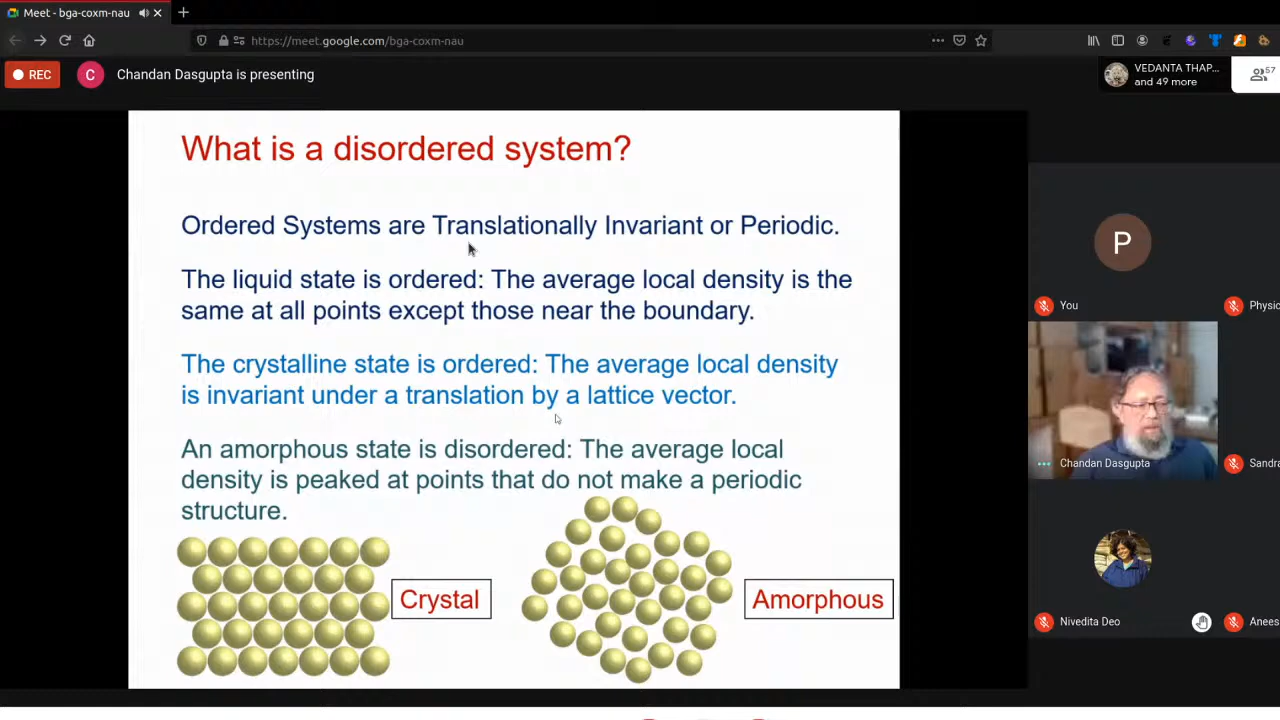 Meet - bga-coxm-nau
https://meet.google.com/bga-coxm-nau
REC
C
Chandan Dasgupta is presenting
VEDANTA THAP...
and 49 more
57
What is a disordered system?
Ordered Systems are Translationally Invariant or Periodic.
The liquid state is ordered: The average local density is the
same at all points except those near the boundary.
The crystalline state is ordered: The average local density
is invariant under a translation by a lattice vector.
An amorphous state is disordered: The average local
density is peaked at points that do not make a periodic
structure.
Crystal
Amorphous
P
You
Physic
Chandan Dasgupta
Sandra
Nivedita Deo
Anees